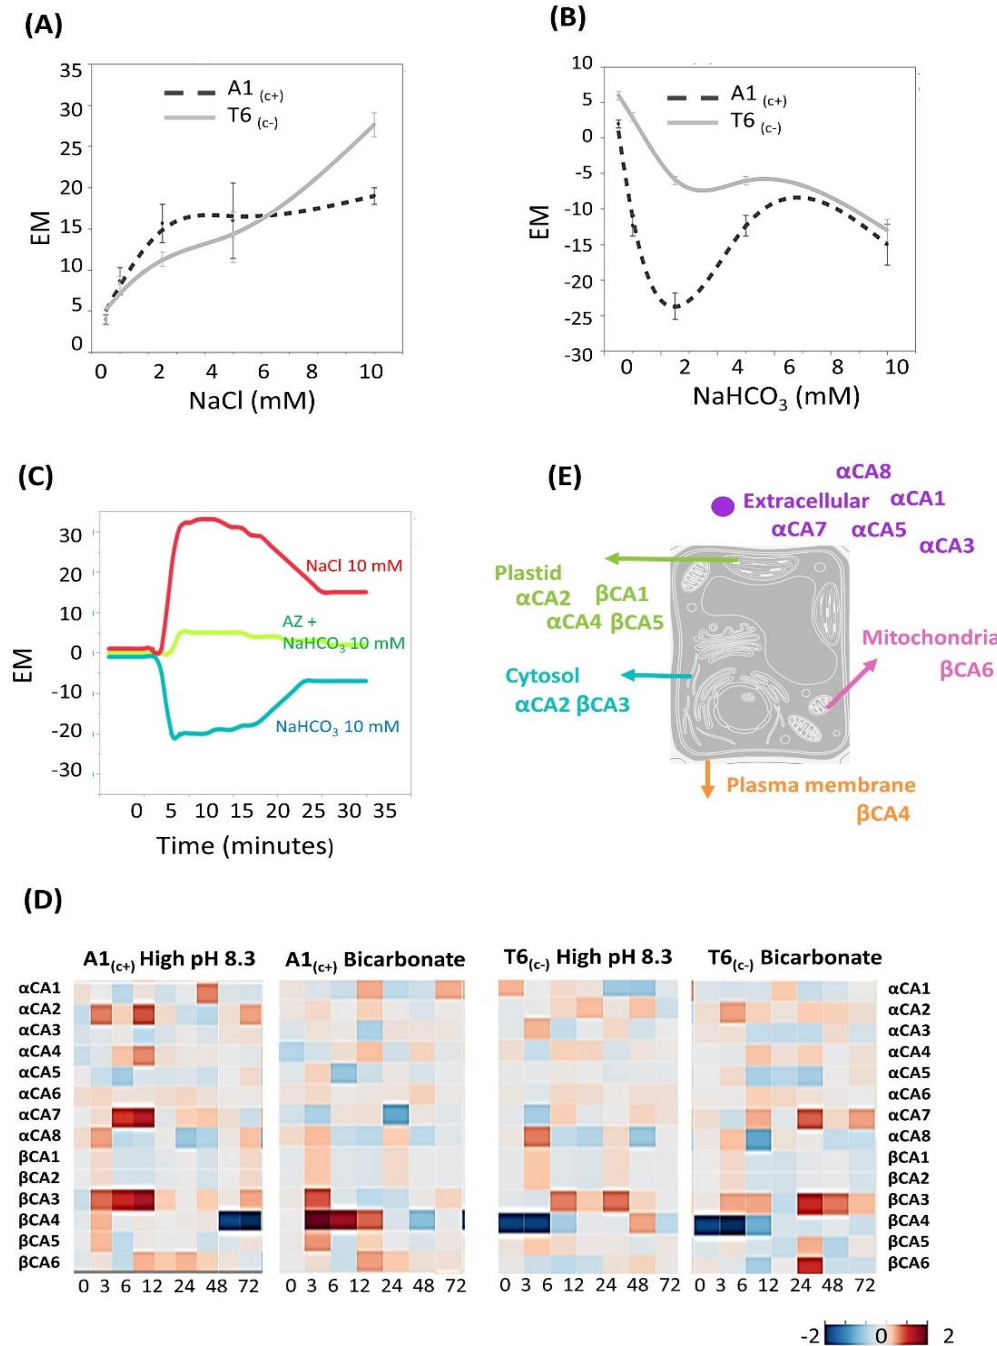 (A)
35
30
25
20
15
10
5
0
EM
A1 (c+)
T6 (c-)
0 2 4 6 8 10
NaCl (mM)
(B)
10
5
0
-5
-10
-15
-20
-25
-30
EM
A1 (c+)
T6 (c-)
0 2 4 6 8 10
NaHCO3 (mM)
(C)
30
20
10
0
-10
-20
-30
EM
NaCl 10 mM
AZ +
NaHCO3 10 mM
NaHCO3 10 mM
0 5 10 15 20 25 30 35
Time (minutes)
(E)
αCA8
Extracellular αCA1
αCA7 αCA5
αCA3
Plastid
αCA2 βCA1
αCA4 βCA5
Mitochondria
βCA6
Cytosol
αCA2 βCA3
Plasma membrane
βCA4
(D)
A1(c+) High pH 8.3
A1(c+) Bicarbonate
T6(c-) High pH 8.3
T6(c-) Bicarbonate
αCA1 αCA1
αCA2 αCA2
αCA3 αCA3
αCA4 αCA4
αCA5 αCA5
αCA6 αCA6
αCA7 αCA7
αCA8 αCA8
βCA1 βCA1
βCA2 βCA2
βCA3 βCA3
βCA4 βCA4
βCA5 βCA5
βCA6 βCA6
0 3 6 12 24 48 72 0 3 6 12 24 48 72 0 3 6 12 24 48 72 0 3 6 12 24 48 72
-2 0 2